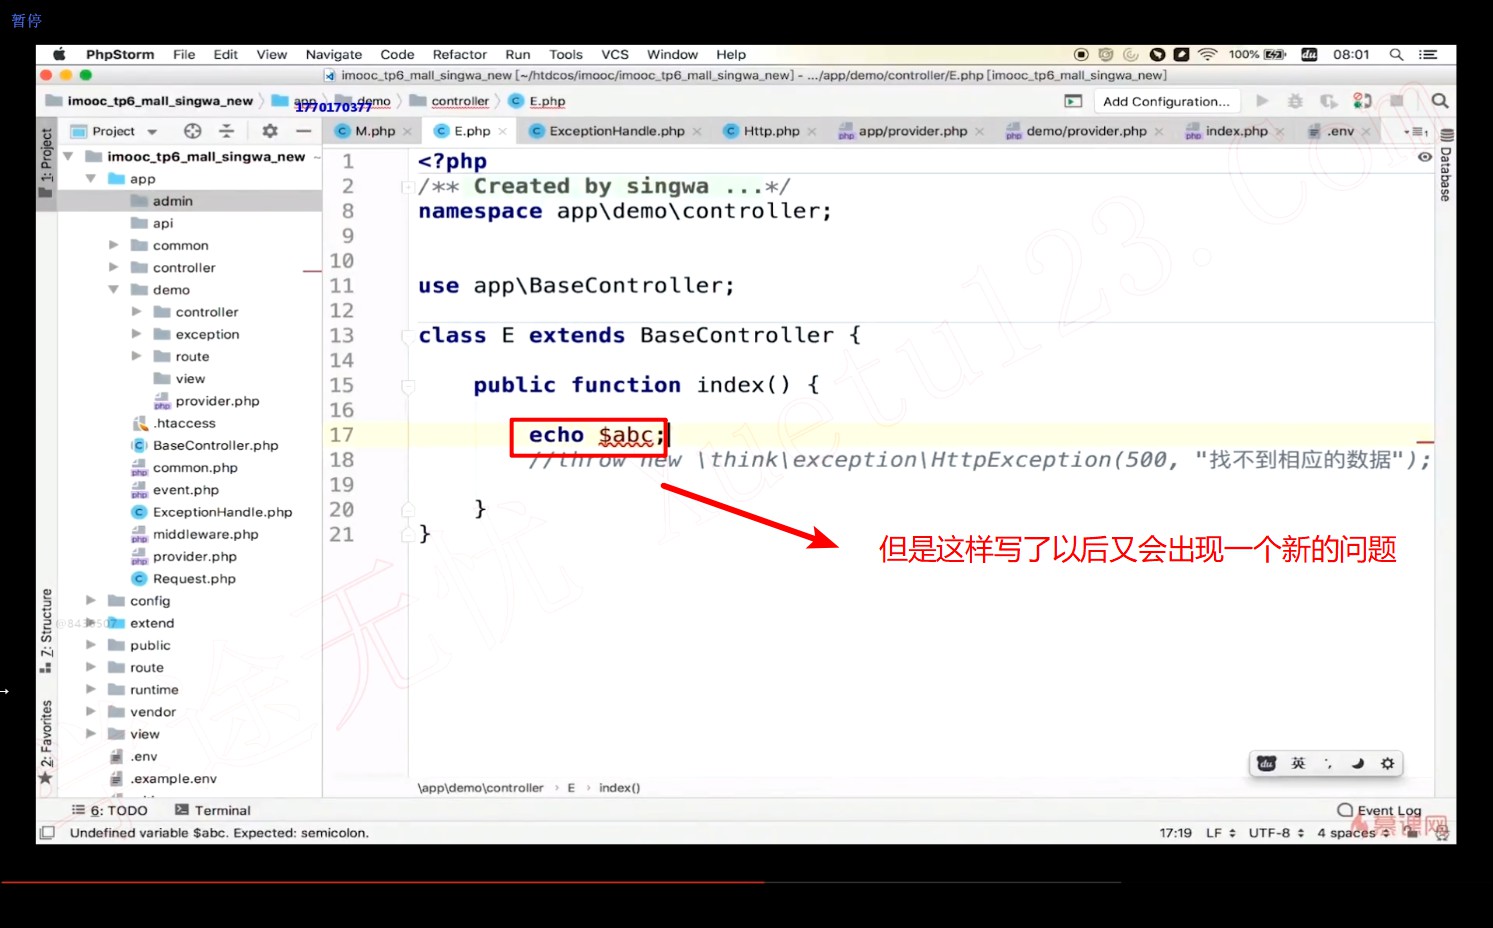 暂停
PhpStorm File Edit View Navigate Code Refactor Run Tools VCS Window Help 100% du 08:01
imooc_tp6_mall_singwa_new [~/htdcos/imooc/imooc_tp6_mall_singwa_new] - .../app/demo/controller/E.php [imooc_tp6_mall_singwa_new]
imooc_tp6_mall_singwa_new app demo controller E.php Add Configuration...
1770170377
Project M.php E.php ExceptionHandle.php Http.php app/provider.php demo/provider.php index.php .env
1: Project
Database
imooc_tp6_mall_singwa_new ~
app
admin
api
common
controller
demo
controller
exception
route
view
provider.php
.htaccess
BaseController.php
common.php
event.php
ExceptionHandle.php
middleware.php
provider.php
Request.php
config
extend
public
route
runtime
vendor
view
.env
.example.env
Z: Structure
2: Favorites
1 <?php
2 /** Created by singwa ...*/
8 namespace app\demo\controller;
9
10
11 use app\BaseController;
12
13 class E extends BaseController {
14
15 public function index() {
16
17 echo $abc;
18 //throw new \think\exception\HttpException(500, "找不到相应的数据");
19
20 }
21 }
但是这样写了以后又会出现一个新的问题
Xuetu123.Com
du 英
\app\demo\controller › E › index()
6: TODO Terminal Event Log
慕课网
Undefined variable $abc. Expected: semicolon. 17:19 LF UTF-8 4 spaces